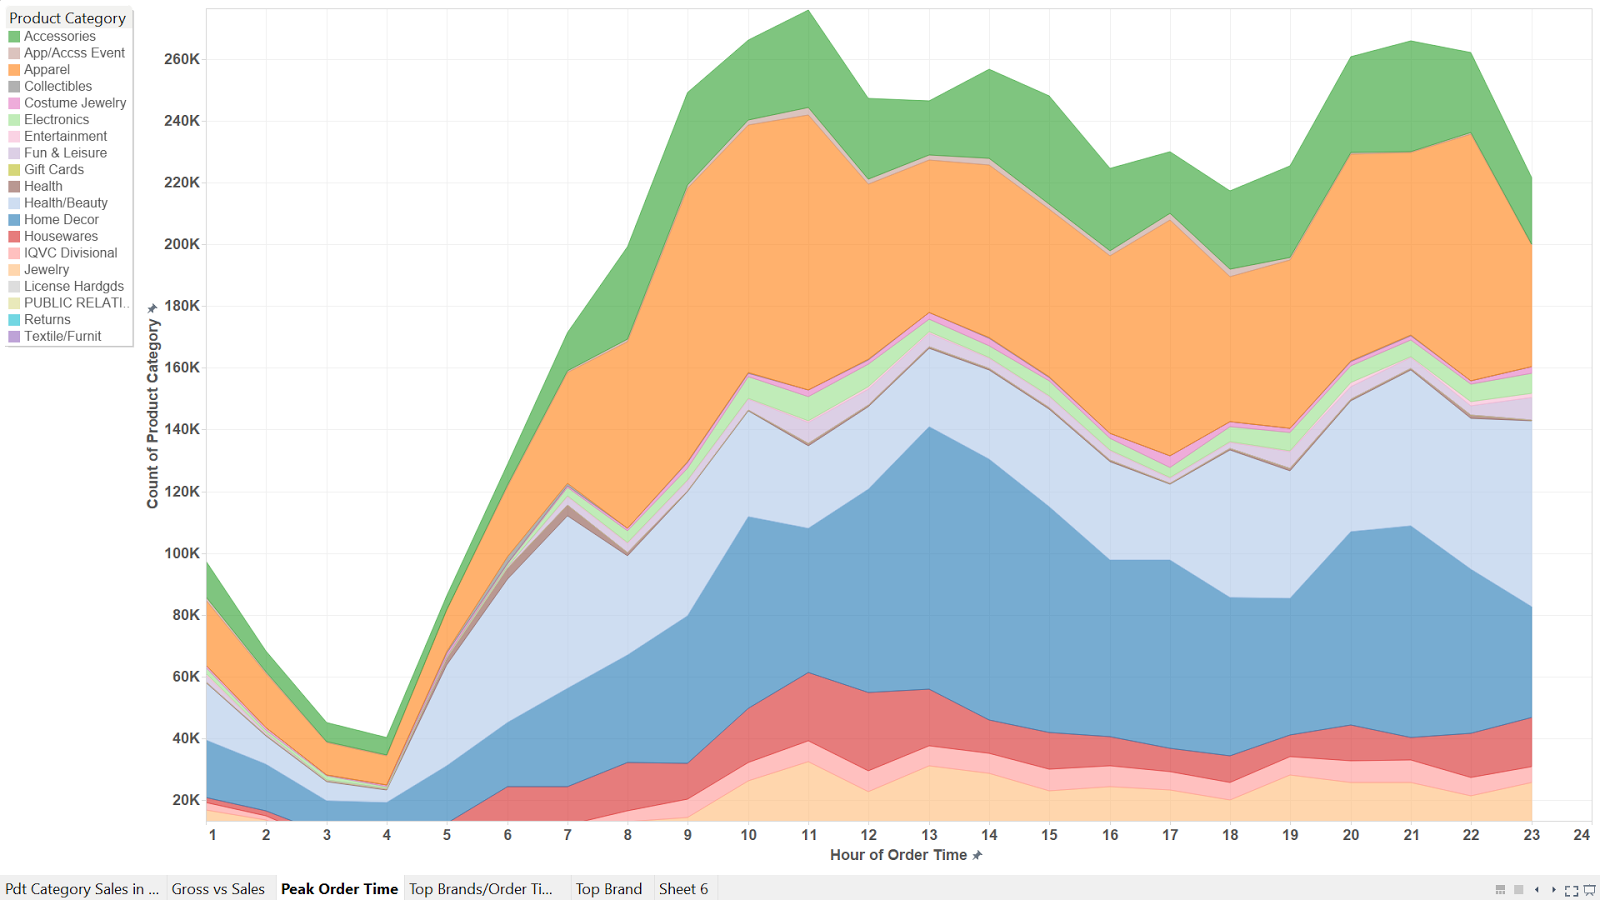 Product Category
Accessories
App/Accss Event
Apparel
Collectibles
Costume Jewelry
Electronics
Entertainment
Fun & Leisure
Gift Cards
Health
Health/Beauty
Home Decor
Housewares
IQVC Divisional
Jewelry
License Hardgds
PUBLIC RELATI..
Returns
Textile/Furnit
Count of Product Category
260K
240K
220K
200K
180K
160K
140K
120K
100K
80K
60K
40K
20K
1 2 3 4 5 6 7 8 9 10 11 12 13 14 15 16 17 18 19 20 21 22 23 24
Hour of Order Time
Pdt Category Sales in ... Gross vs Sales Peak Order Time Top Brands/Order Ti... Top Brand Sheet 6